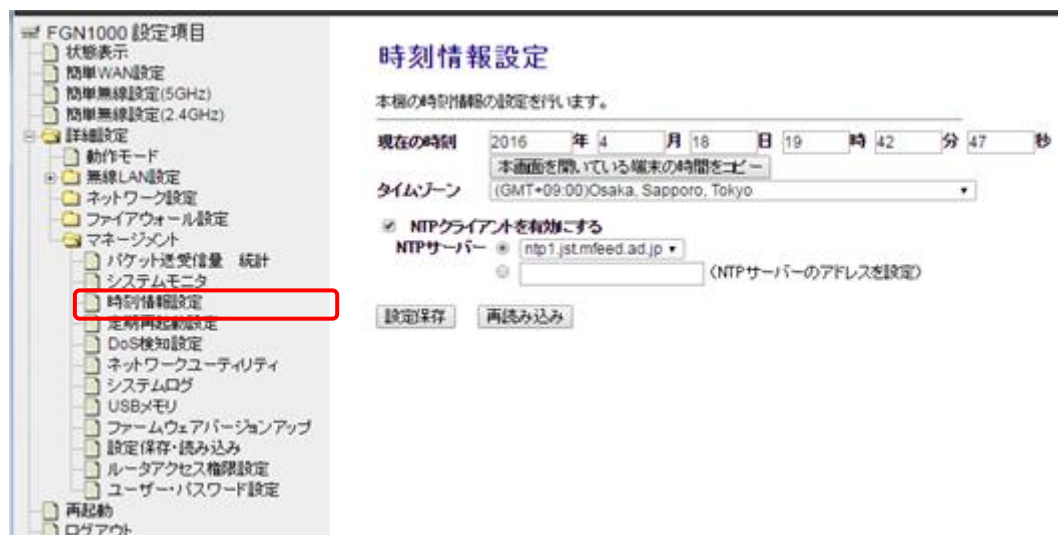 FGN1000 設定項目
状態表示
簡単WAN設定
簡単無線設定(5GHz)
簡単無線設定(2.4GHz)
詳細設定
動作モード
無線LAN設定
ネットワーク設定
ファイアウォール設定
マネージメント
パケット送受信量 統計
システムモニタ
時刻情報設定
定期再起動設定
DoS検知設定
ネットワークユーティリティ
システムログ
USBメモリ
ファームウェアバージョンアップ
設定保存・読み込み
ルータアクセス権限設定
ユーザー・パスワード設定
再起動
ログアウト
時刻情報設定
本機の時刻情報の設定を行います。
現在の時刻 2016 年 4 月 18 日 19 時 42 分 47 秒
本画面を開いている端末の時間をコピー
タイムゾーン (GMT+09:00)Osaka, Sapporo, Tokyo
NTPクライアントを有効にする
NTPサーバー ntp1.jst.mfeed.ad.jp
(NTPサーバーのアドレスを設定)
設定保存 再読み込み